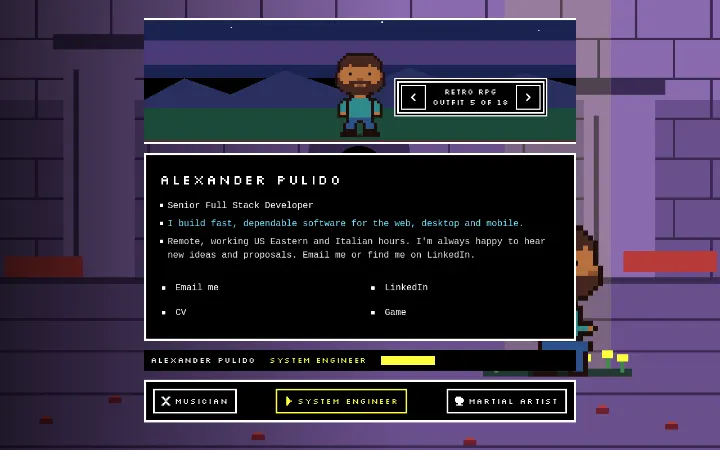 RETRO RPG
OUTFIT 5 OF 18
ALEXANDER PULIDO
Senior Full Stack Developer
I build fast, dependable software for the web, desktop and mobile.
Remote, working US Eastern and Italian hours. I'm always happy to hear
new ideas and proposals. Email me or find me on LinkedIn.
Email me
LinkedIn
CV
Game
ALEXANDER PULIDO SYSTEM ENGINEER
MUSICIAN
SYSTEM ENGINEER
MARTIAL ARTIST